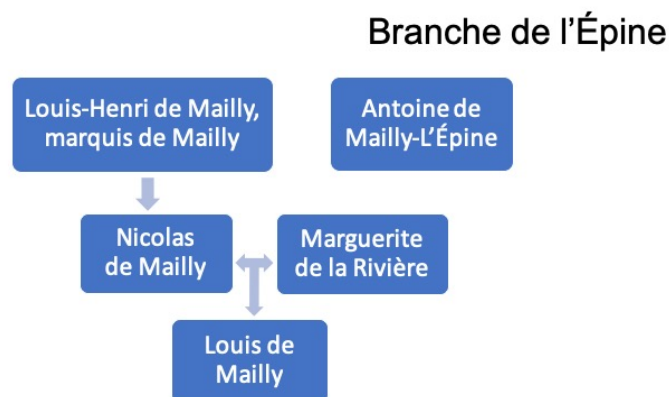 Branche de l’Épine
Louis-Henri de Mailly,
marquis de Mailly
Antoine de
Mailly-L’Épine
Nicolas
de Mailly
Marguerite
de la Rivière
Louis de
Mailly